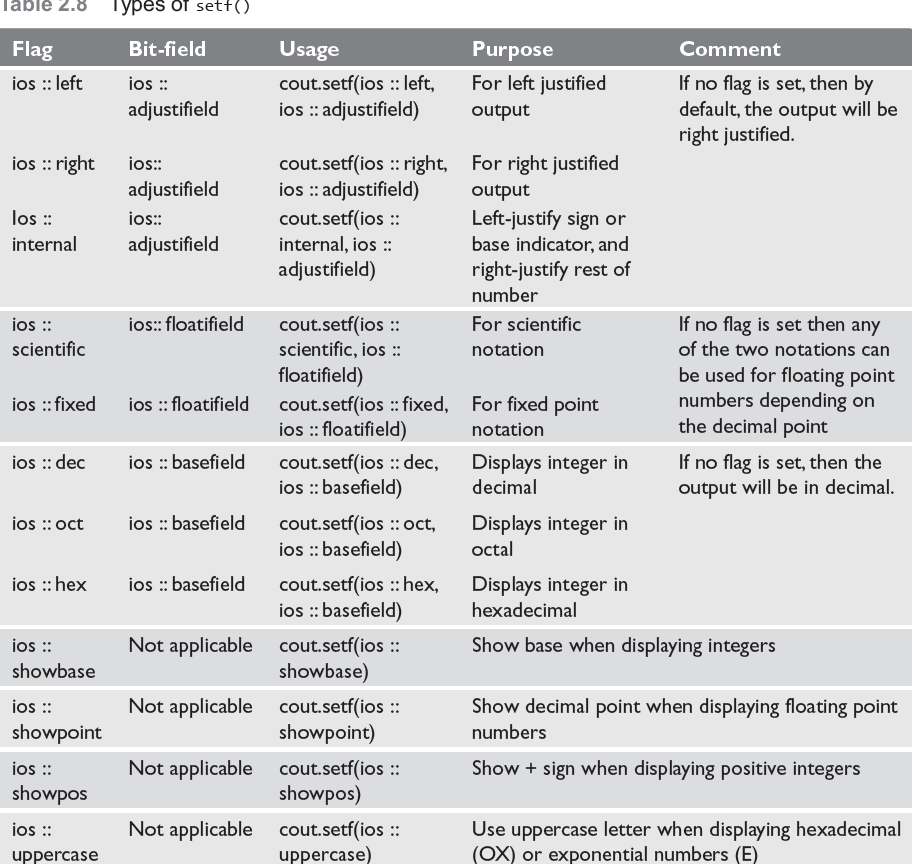 Table 2.8 Types of setf()
Flag Bit-field Usage Purpose Comment
ios :: left ios :: cout.setf(ios :: left, For left justified If no flag is set, then by
adjustifield ios :: adjustifield) output default, the output will be
right justified.
ios :: right ios:: cout.setf(ios :: right, For right justified
adjustifield ios :: adjustifield) output
Ios :: ios:: cout.setf(ios :: Left-justify sign or
internal adjustifield internal, ios :: base indicator, and
adjustifield) right-justify rest of
number
ios :: ios:: floatifield cout.setf(ios :: For scientific If no flag is set then any
scientific scientific, ios :: notation of the two notations can
floatifield) be used for floating point
ios :: fixed ios :: floatifield cout.setf(ios :: fixed, For fixed point numbers depending on
ios :: floatifield) notation the decimal point
ios :: dec ios :: basefield cout.setf(ios :: dec, Displays integer in If no flag is set, then the
ios :: basefield) decimal output will be in decimal.
ios :: oct ios :: basefield cout.setf(ios :: oct, Displays integer in
ios :: basefield) octal
ios :: hex ios :: basefield cout.setf(ios :: hex, Displays integer in
ios :: basefield) hexadecimal
ios :: Not applicable cout.setf(ios :: Show base when displaying integers
showbase showbase)
ios :: Not applicable cout.setf(ios :: Show decimal point when displaying floating point
showpoint showpoint) numbers
ios :: Not applicable cout.setf(ios :: Show + sign when displaying positive integers
showpos showpos)
ios :: Not applicable cout.setf(ios :: Use uppercase letter when displaying hexadecimal
uppercase uppercase) (OX) or exponential numbers (E)